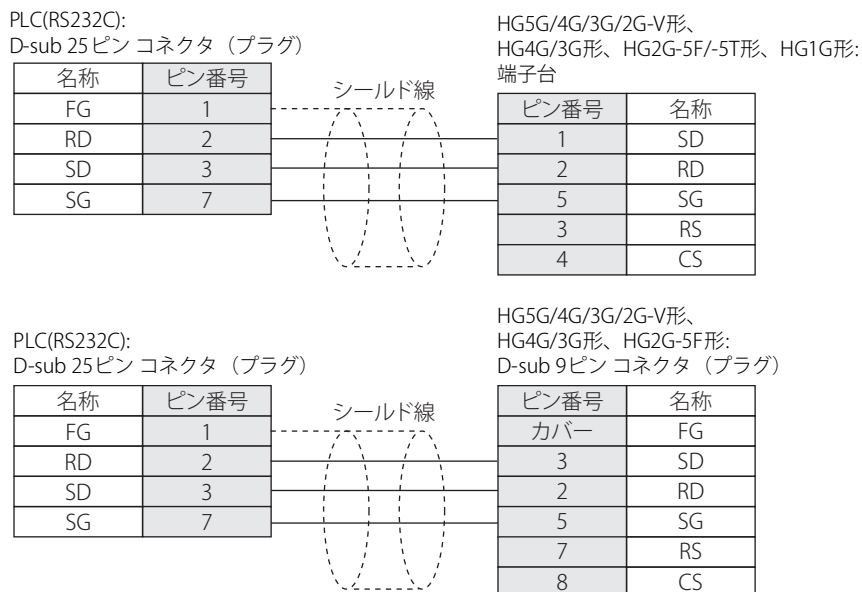 PLC(RS232C):
D-sub 25ピン コネクタ（プラグ）
HG5G/4G/3G/2G-V形、
HG4G/3G形、HG2G-5F/-5T形、HG1G形:
端子台
名称 ピン番号
FG 1
RD 2
SD 3
SG 7
シールド線
ピン番号 名称
1 SD
2 RD
5 SG
3 RS
4 CS
PLC(RS232C):
D-sub 25ピン コネクタ（プラグ）
HG5G/4G/3G/2G-V形、
HG4G/3G形、HG2G-5F形:
D-sub 9ピン コネクタ（プラグ）
名称 ピン番号
FG 1
RD 2
SD 3
SG 7
シールド線
ピン番号 名称
カバー FG
3 SD
2 RD
5 SG
7 RS
8 CS